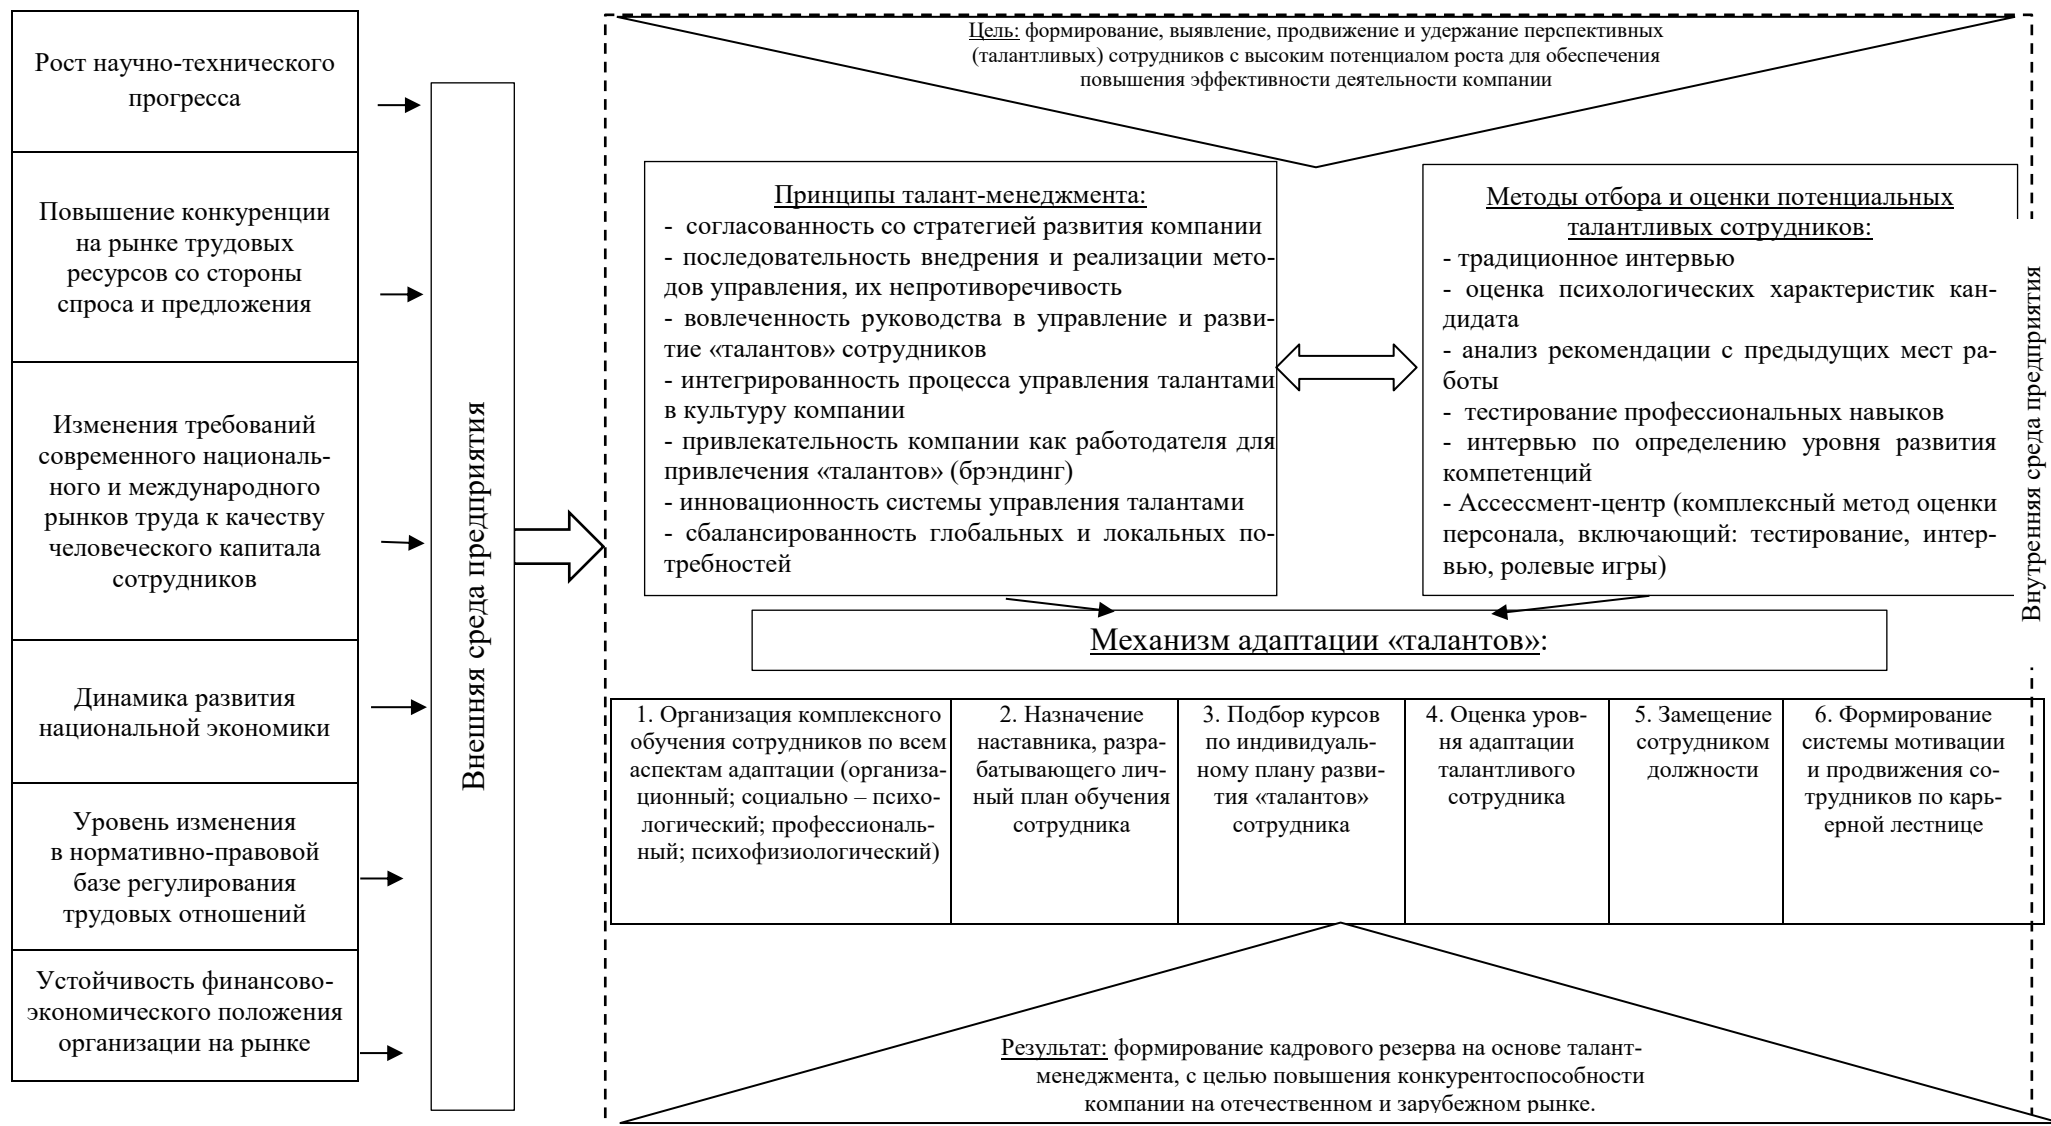 Рост научно-технического
прогресса
Повышение конкуренции
на рынке трудовых
ресурсов со стороны
спроса и предложения
Изменения требований
современного националь-
ного и международного
рынков труда к качеству
человеческого капитала
сотрудников
Динамика развития
национальной экономики
Уровень изменения
в нормативно-правовой
базе регулирования
трудовых отношений
Устойчивость финансово-
экономического положения
организации на рынке
Внешняя среда предприятия
Цель: формирование, выявление, продвижение и удержание перспективных
(талантливых) сотрудников с высоким потенциалом роста для обеспечения
повышения эффективности деятельности компании
Принципы талант-менеджмента:
- согласованность со стратегией развития компании
- последовательность внедрения и реализации мето-
дов управления, их непротиворечивость
- вовлеченность руководства в управление и разви-
тие «талантов» сотрудников
- интегрированность процесса управления талантами
в культуру компании
- привлекательность компании как работодателя для
привлечения «талантов» (брэндинг)
- инновационность системы управления талантами
- сбалансированность глобальных и локальных по-
требностей
Методы отбора и оценки потенциальных
талантливых сотрудников:
- традиционное интервью
- оценка психологических характеристик кан-
дидата
- анализ рекомендации с предыдущих мест ра-
боты
- тестирование профессиональных навыков
- интервью по определению уровня развития
компетенций
- Ассессмент-центр (комплексный метод оценки
персонала, включающий: тестирование, интер-
вью, ролевые игры)
Внутренняя среда предприятия
Механизм адаптации «талантов»:
1. Организация комплексного
обучения сотрудников по всем
аспектам адаптации (организа-
ционный; социально – психо-
логический; профессиональ-
ный; психофизиологический)
2. Назначение
наставника, разра-
батывающего лич-
ный план обучения
сотрудника
3. Подбор курсов
по индивидуаль-
ному плану разви-
тия «талантов»
сотрудника
4. Оценка уров-
ня адаптации
талантливого
сотрудника
5. Замещение
сотрудником
должности
6. Формирование
системы мотивации
и продвижения со-
трудников по карь-
ерной лестнице
Результат: формирование кадрового резерва на основе талант-
менеджмента, с целью повышения конкурентоспособности
компании на отечественном и зарубежном рынке.